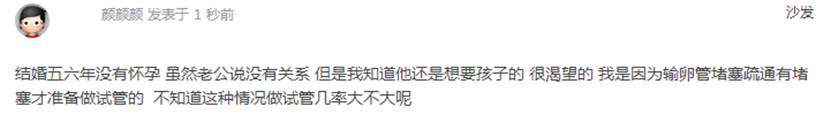 颜颜颜 发表于 1 秒前
沙发
结婚五六年没有怀孕 虽然老公说没有关系 但是我知道他还是想要孩子的 很渴望的 我是因为输卵管堵塞疏通有堵
塞才准备做试管的  不知道这种情况做试管几率大不大呢